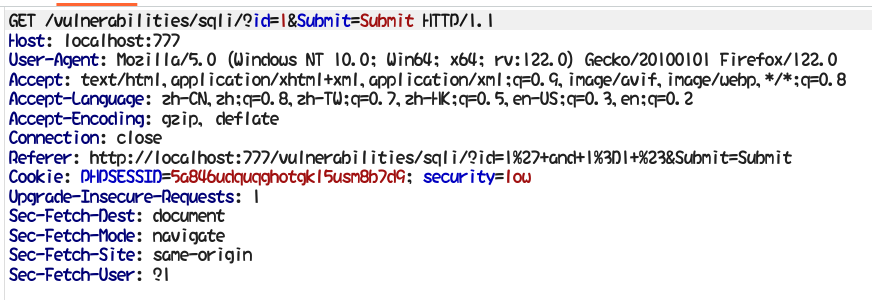 GET /vulnerabilities/sqli/?id=1&Submit=Submit HTTP/1.1
Host: localhost:777
User-Agent: Mozilla/5.0 (Windows NT 10.0; Win64; x64; rv:122.0) Gecko/20100101 Firefox/122.0
Accept: text/html,application/xhtml+xml,application/xml;q=0.9,image/avif,image/webp,*/*;q=0.8
Accept-Language: zh-CN,zh;q=0.8,zh-TW;q=0.7,zh-HK;q=0.5,en-US;q=0.3,en;q=0.2
Accept-Encoding: gzip, deflate
Connection: close
Referer: http://localhost:777/vulnerabilities/sqli/?id=1%27+and+1%3D1+%23&Submit=Submit
Cookie: PHPSESSID=5a846udquqghotgkl5usm8b7d9; security=low
Upgrade-Insecure-Requests: 1
Sec-Fetch-Dest: document
Sec-Fetch-Mode: navigate
Sec-Fetch-Site: same-origin
Sec-Fetch-User: ?1